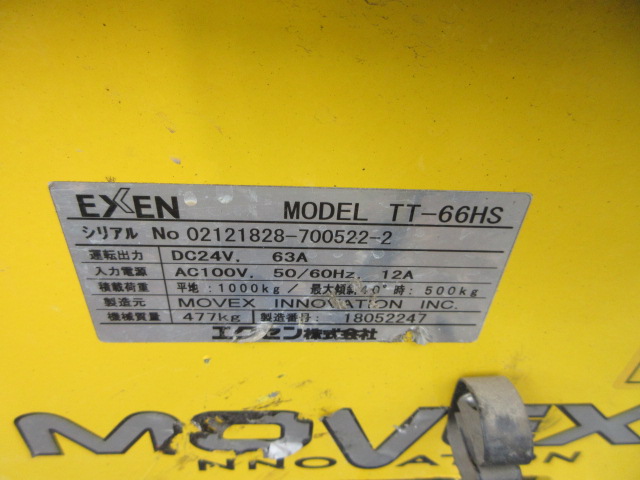 EXEN MODEL TT-66HS
シリアル No 02121828-700522-2
運転出力 DC24V. 63A
入力電源 AC100V. 50/60Hz. 12A
積載荷重 平地:1000kg / 最大傾斜40°時:500kg
製造元 MOVEX INNOVATION INC.
機械質量 477kg 製造番号: 18052247
エクセン株式会社
MOVEX
INNOVATION